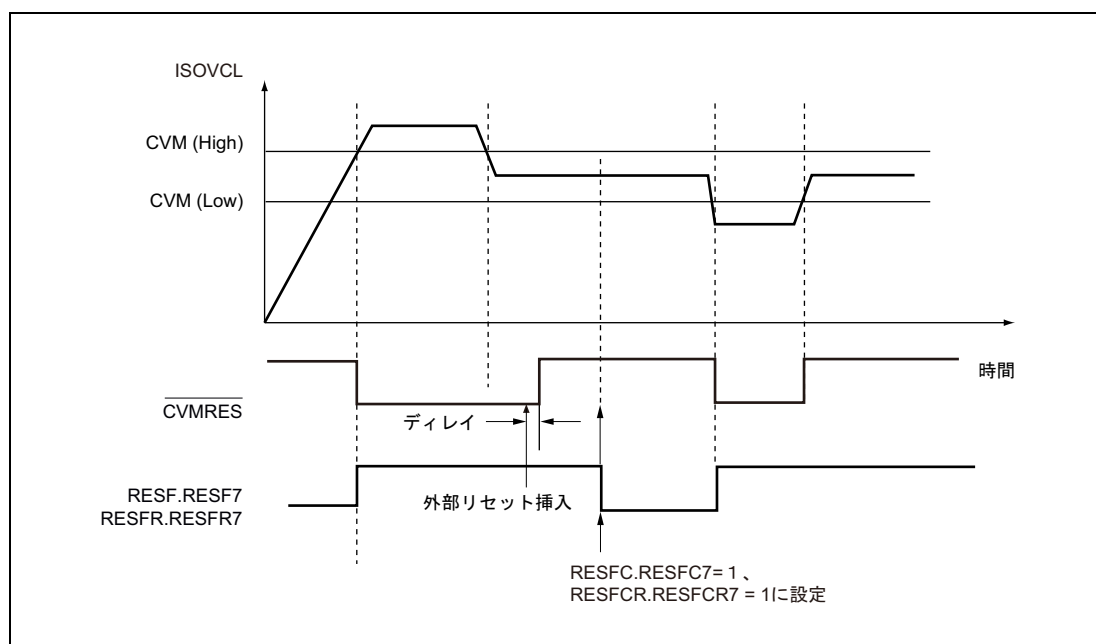 ISOVCL
CVM (High)
CVM (Low)
時間
CVMRES
ディレイ
RESF.RESF7
RESFR.RESFR7
外部リセット挿入
RESFC.RESFC7= 1 、
RESFCR.RESFCR7 = 1に設定